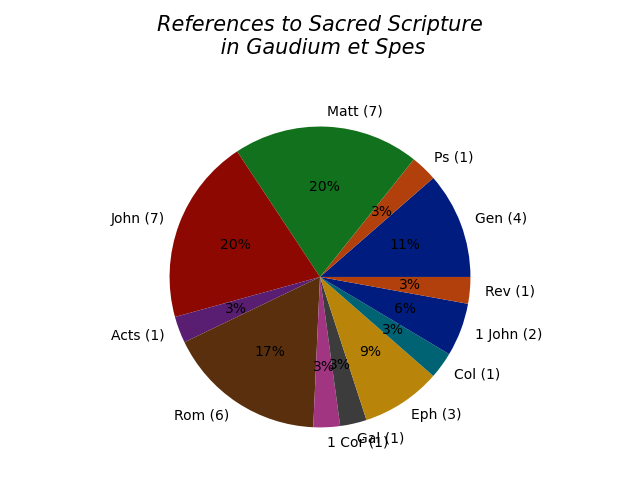 References to Sacred Scripture
in Gaudium et Spes
Matt (7)
Ps (1)
Gen (4)
John (7)
Acts (1)
Rom (6)
1 Cor (1)
Gal (1)
Eph (3)
Col (1)
1 John (2)
Rev (1)
20%
3%
11%
20%
3%
17%
3%
3%
9%
3%
6%
3%